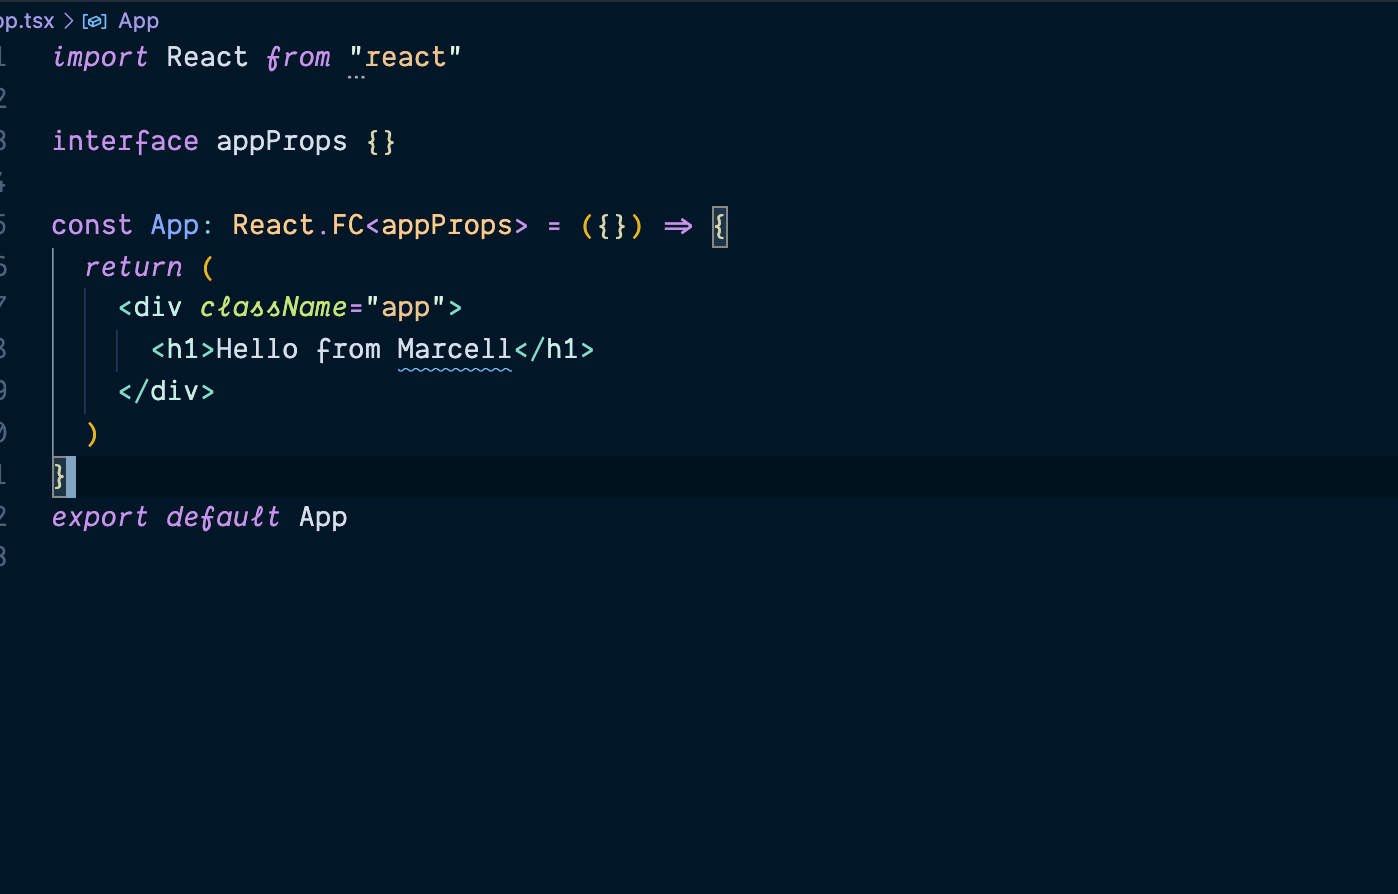 pp.tsx > App
1 import React from "react"
2
3 interface appProps {}
4
5 const App: React.FC<appProps> = ({}) => {
6 return (
7 <div className="app">
8 <h1>Hello from Marcell</h1>
9 </div>
0 )
1 }
2 export default App
3